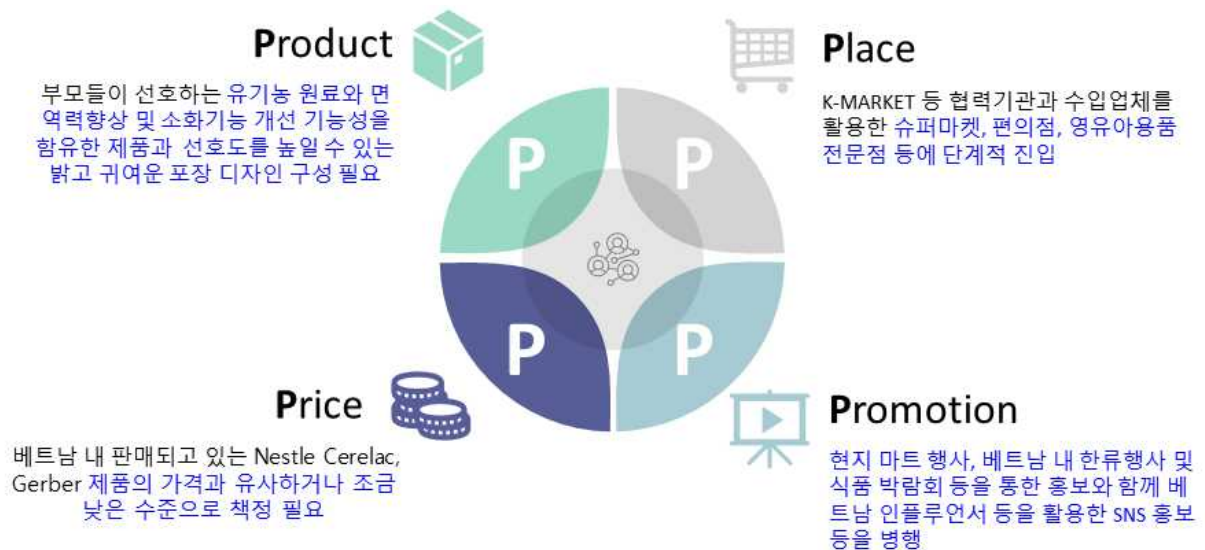 Product
부모들이 선호하는 유기농 원료와 면
역력향상 및 소화기능 개선 기능성을
함유한 제품과 선호도를 높일 수 있는
밝고 귀여운 포장 디자인 구성 필요
Place
K-MARKET 등 협력기관과 수입업체를
활용한 슈퍼마켓, 편의점, 영유아용품
전문점 등에 단계적 진입
P
P
P
P
Price
베트남 내 판매되고 있는 Nestle Cerelac,
Gerber 제품의 가격과 유사하거나 조금
낮은 수준으로 책정 필요
Promotion
현지 마트 행사, 베트남 내 한류행사 및
식품 박람회 등을 통한 홍보와 함께 베
트남 인플루언서 등을 활용한 SNS 홍보
등을 병행